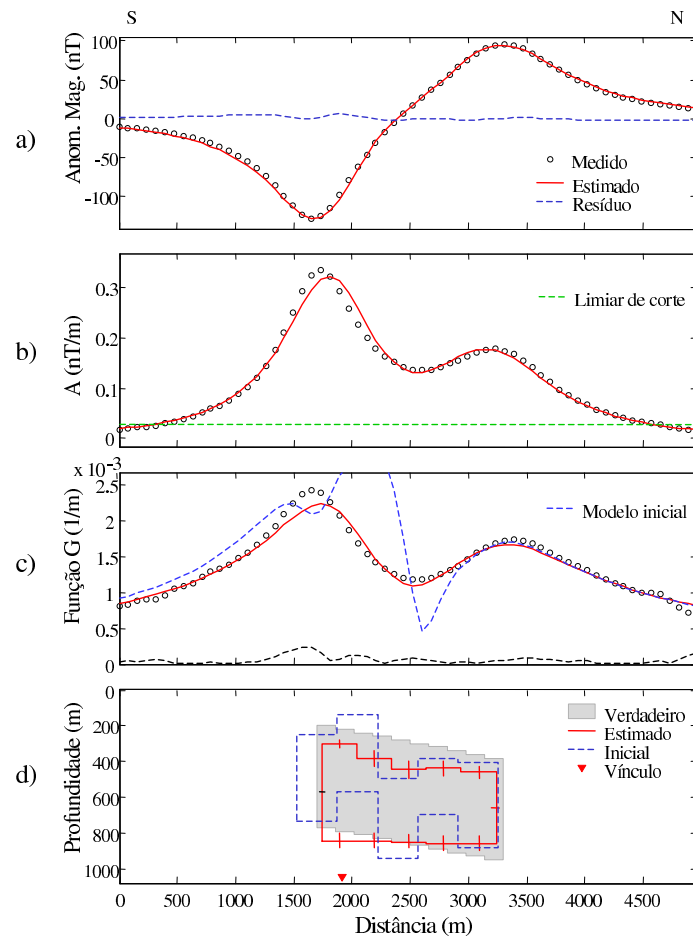 S N
a)
Anom. Mag. (nT)
100
50
0
-50
-100
Medido
Estimado
Resíduo
b)
A (nT/m)
0.3
0.2
0.1
0
Limiar de corte
c)
Função G (1/m)
x 10-3
2.5
2
1.5
1
0.5
0
Modelo inicial
d)
Profundidade (m)
0
200
400
600
800
1000
Verdadeiro
Estimado
Inicial
Vínculo
0 500 1000 1500 2000 2500 3000 3500 4000 4500
Distância (m)